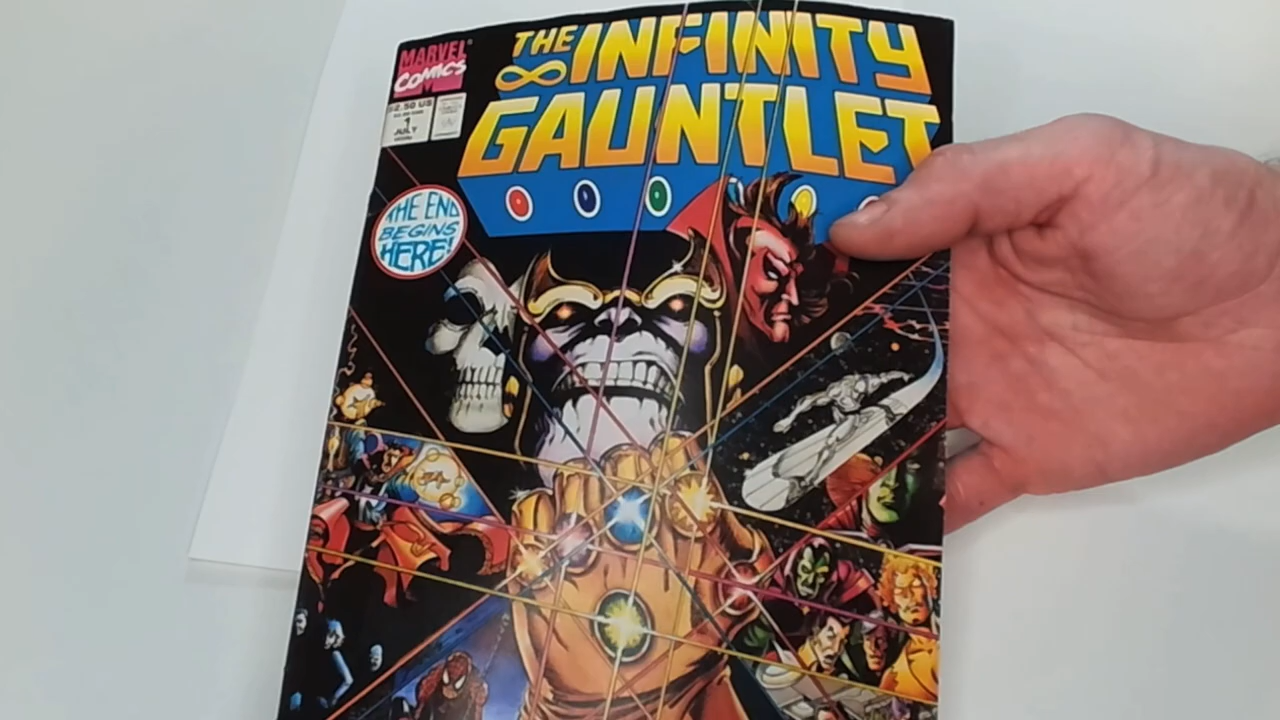 MARVEL
COMICS
$2.50 US
1
JULY
THE INFINITY
GAUNTLET
THE END
BEGINS
HERE!